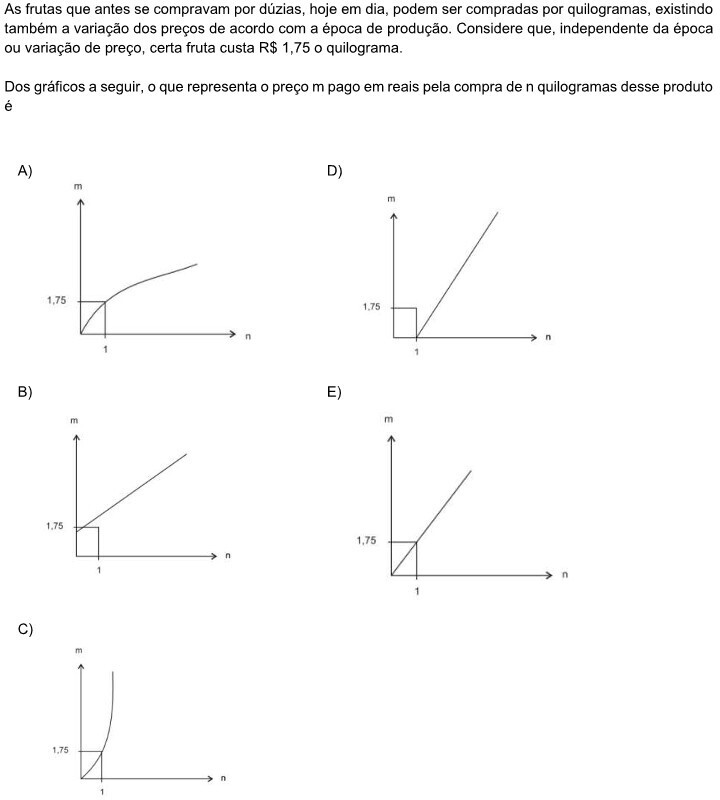 As frutas que antes se compravam por dúzias, hoje em dia, podem ser compradas por quilogramas, existindo
também a variação dos preços de acordo com a época de produção. Considere que, independente da época
ou variação de preço, certa fruta custa R$ 1,75 o quilograma.
Dos gráficos a seguir, o que representa o preço m pago em reais pela compra de n quilogramas desse produto
é
A)
m
1,75
n
1
B)
m
1,75
n
1
C)
m
1,75
n
1
D)
m
1,75
n
1
E)
m
1,75
n
1